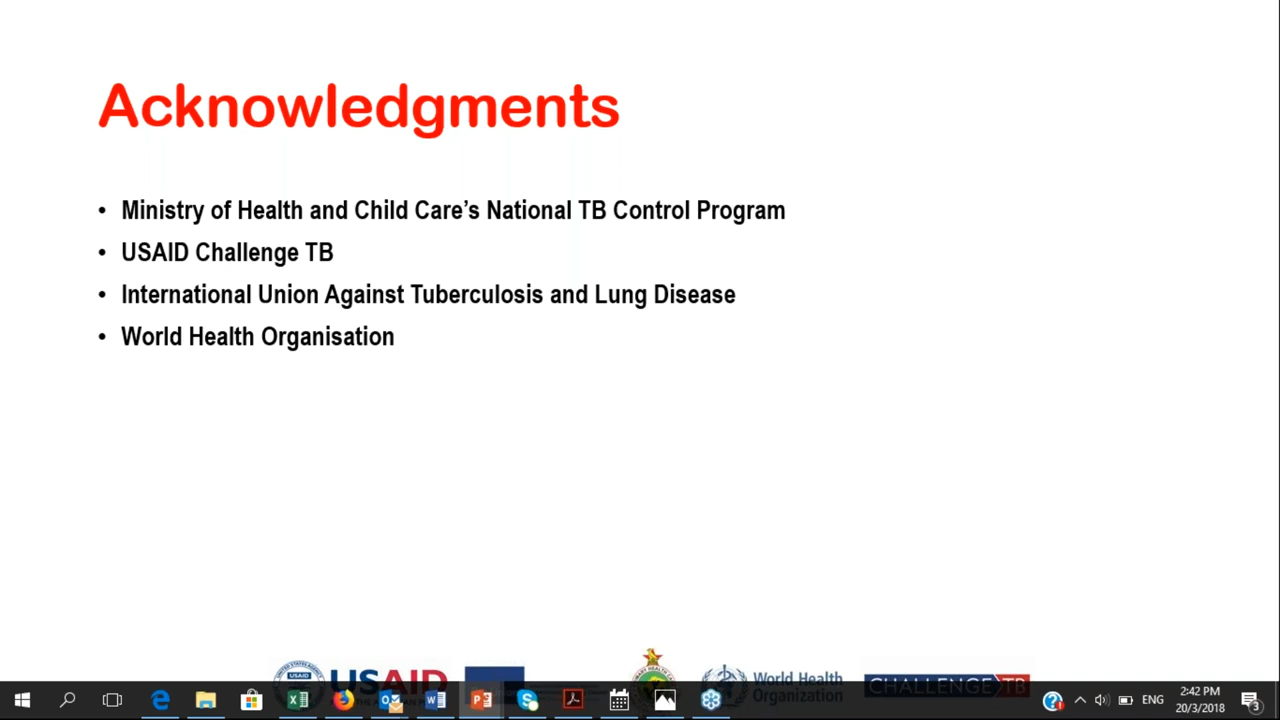 Acknowledgments
• Ministry of Health and Child Care’s National TB Control Program
• USAID Challenge TB
• International Union Against Tuberculosis and Lung Disease
• World Health Organisation
USAID
World Health
Organization
CHALLENGE TB
ENG
2:42 PM
20/3/2018
3